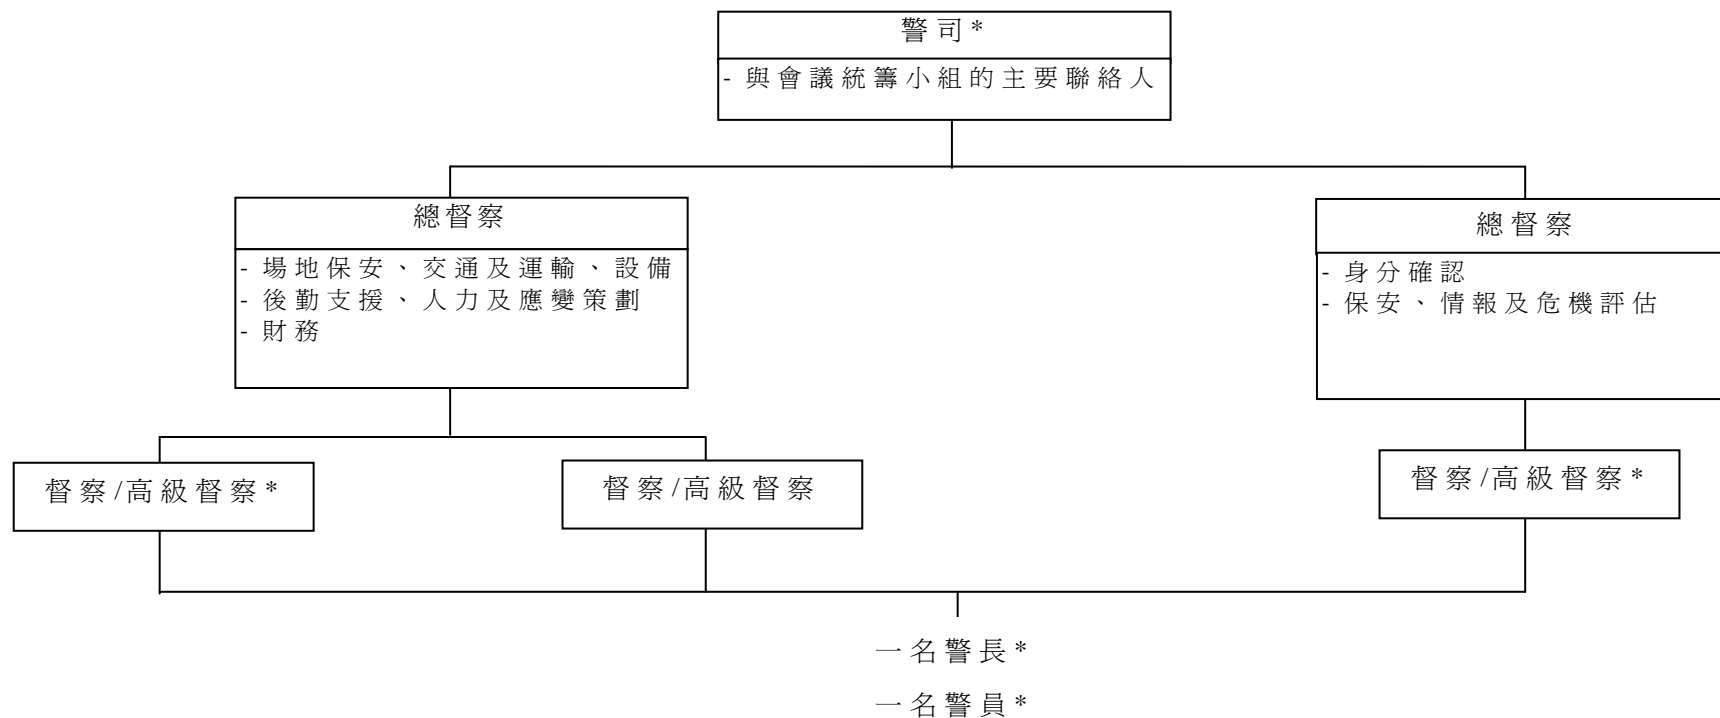 警司*
- 與會議統籌小組的主要聯絡人
總督察
- 場地保安、交通及運輸、設備
- 後勤支援、人力及應變策劃
- 財務
總督察
- 身分確認
- 保安、情報及危機評估
督察/高級督察*
督察/高級督察
督察/高級督察*
一名警長*
一名警員*